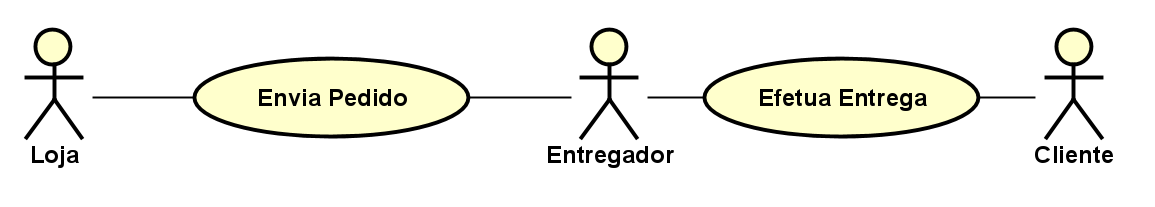 Envia Pedido
Efetua Entrega
Loja
Entregador
Cliente